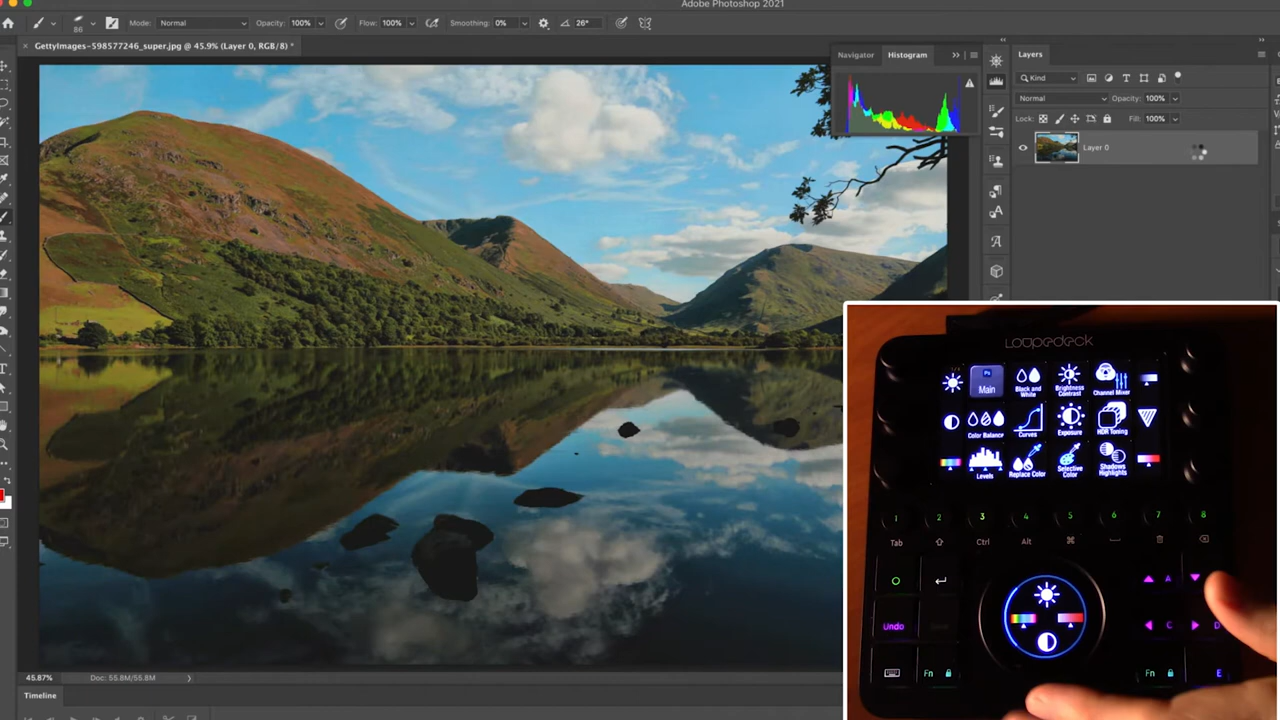 Adobe Photoshop 2021
86
Mode: Normal
Opacity: 100%
Flow: 100%
Smoothing: 0%
26°
× GettyImages-598577246_super.jpg @ 45.9% (Layer 0, RGB/8) *
Navigator
Histogram
Layers
Kind
Normal
Opacity: 100%
Lock:
Fill: 100%
Layer 0
45.87%
Doc: 55.8M/55.8M
Timeline
Loupedeck
Ps
Main
Black and White
Brightness Contrast
Channel Mixer
Color Balance
Curves
Exposure
HDR Toning
Levels
Replace Color
Selective Color
Shadows Highlights
1 2 3 4 5 6 7 8
Tab Ctrl Alt ⌘
A
Undo
C D
Fn Fn E